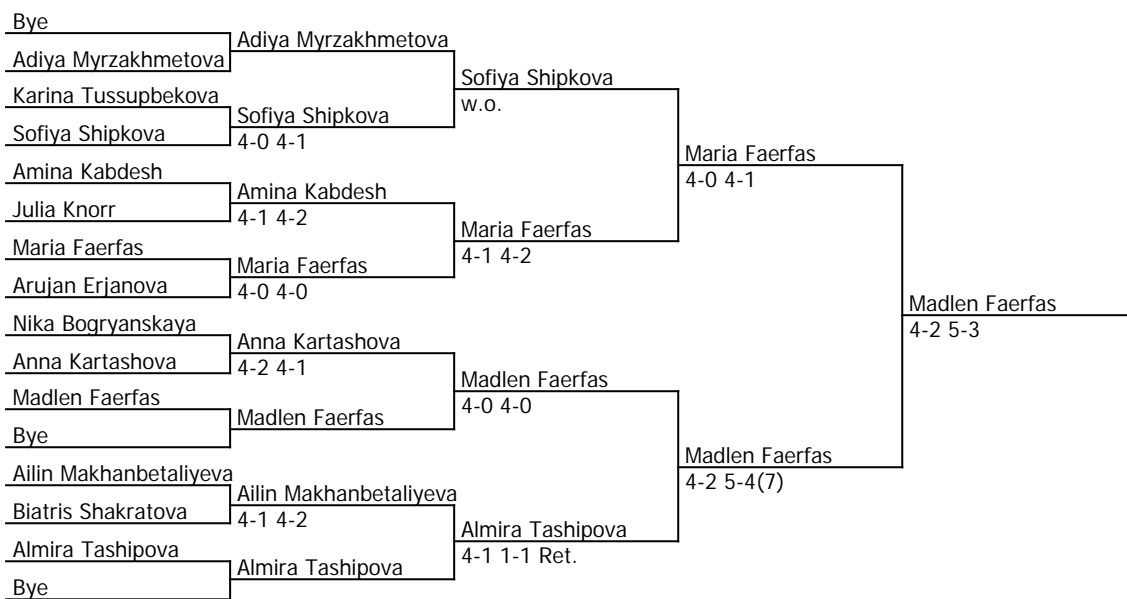 Bye
Adiya Myrzakhmetova
Karina Tussupbekova
Sofiya Shipkova
Amina Kabdesh
Julia Knorr
Maria Faerfas
Arujan Erjanova
Nika Bogryanskaya
Anna Kartashova
Madlen Faerfas
Bye
Ailin Makhanbetaliyeva
Biatris Shakratova
Almira Tashipova
Bye
Adiya Myrzakhmetova
Sofiya Shipkova
4-0 4-1
Amina Kabdesh
4-1 4-2
Maria Faerfas
4-0 4-0
Anna Kartashova
4-2 4-1
Madlen Faerfas
Ailin Makhanbetaliyeva
4-1 4-2
Almira Tashipova
Sofiya Shipkova
w.o.
Maria Faerfas
4-1 4-2
Madlen Faerfas
4-0 4-0
Almira Tashipova
4-1 1-1 Ret.
Maria Faerfas
4-0 4-1
Madlen Faerfas
4-2 5-4(7)
Madlen Faerfas
4-2 5-3